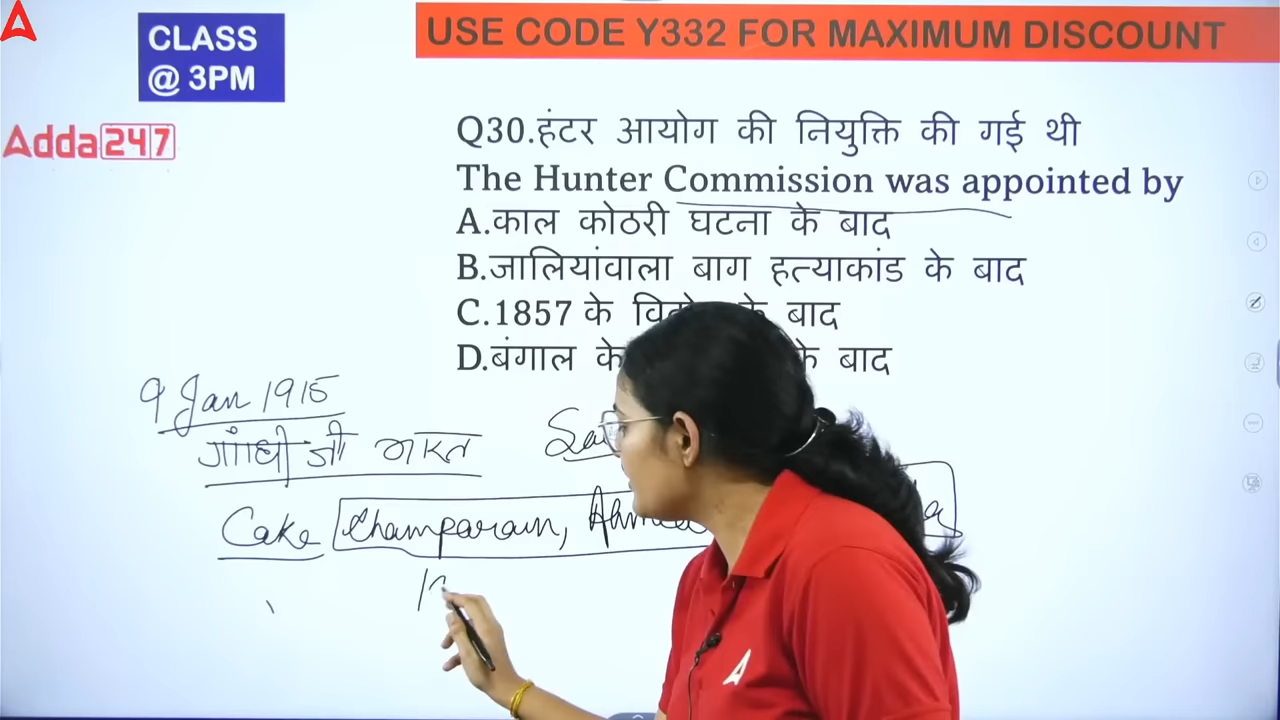 CLASS
@ 3PM
USE CODE Y332 FOR MAXIMUM DISCOUNT
Adda247
Q30.हंटर आयोग की नियुक्ति की गई थी
The Hunter Commission was appointed by
A.काल कोठरी घटना के बाद
B.जालियांवाला बाग हत्याकांड के बाद
C.1857 के के बाद
D.बंगाल के के बाद
9 Jan 1915
गांधी जी भारत
Cake Champaran,